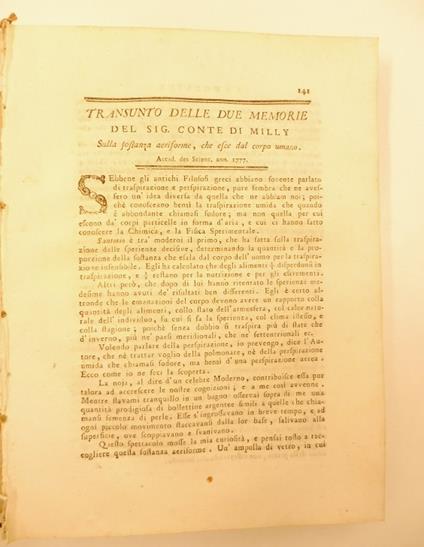 141
TRANSUNTO DELLE DUE MEMORIE
DEL SIG. CONTE DI MILLY
Sulla ſoſtanza aeriforme, che eſce dal corpo umano.
Accad. des Scienc. ann. 1777.
SEbbene gli antichi Filoſofi greci abbiano ſovente parlato
di traſpirazione e perſpirazione, pure ſembra che ne aveſ-
ſero un' idea diverſa da quella che ne abbiam noi; poi-
chè conoſceano bensì la traſpirazione umida che quando
è abbondante chiamaſi ſudore; ma non quella per cui
eſcono da' corpi particelle in forma d'aria, e cui ci hanno fatto
conoſcere la Chimica, e la Fiſica Sperimentale.
Santorio è tra' moderni il primo, che ha fatta ſulla traſpira-
zione delle ſperienze deciſive, determinando la quantità e la pro-
porzione della ſoſtanza che eſala dal corpo dell' uomo per la traſpira-
zione inſenſibile. Egli ha calcolato che degli alimenti diſperdonſi in
traſpirazione, e reſtano per la nutrizione e per gli eſcrementi.
Altri però, che dopo di lui hanno ritentato le ſperienze me-
deſime hanno avuti de' riſultati ben differenti. Egli è certo al-
tronde che le emanazioni del corpo devono avere un rapporto colla
quantità degli alimenti, collo ſtato dell'atmosfera, col calor natu-
rale dell' individuo, ſu cui ſi fa la ſperienza, col clima iſteſſo, e
colla ſtagione; poichè ſenza dubbio ſi traſpira più di ſtate che
d'inverno, più ne' paeſi meridionali, che ne' ſettentrionali ec.
Volendo parlare della perſpirazione, io prevengo, dice l'Au-
tore, che nè trattar voglio della polmonare, nè della perſpirazione
umida che chiamaſi ſudore, ma bensì d'una perſpirazione aerea.
Ecco come io ne feci la ſcoperta.
La noja, al dire d'un celebre Moderno, contribuiſce eſſa pur
talora ad accreſcere le noſtre cognizioni; e a me così avvenne.
Mentre ſtavami tranquillo in un bagno oſſervai ſopra di me una
quantità prodigioſa di bollettine argentee ſimili a quelle che chia-
manſi ſemenza di perle. Eſſe s'ingroſſavano in breve tempo, e ad
ogni piccolo movimento ſtaccavanſi dalla lor baſe, ſalivano alla
ſuperficie, ove ſcoppiavano e ſvanivano.
Queſto ſpettacolo moſſe la mia curioſità, e penſai toſto a rac-
cogliere queſta ſoſtanza aeriforme. Un' ampolla di vetro, in cui